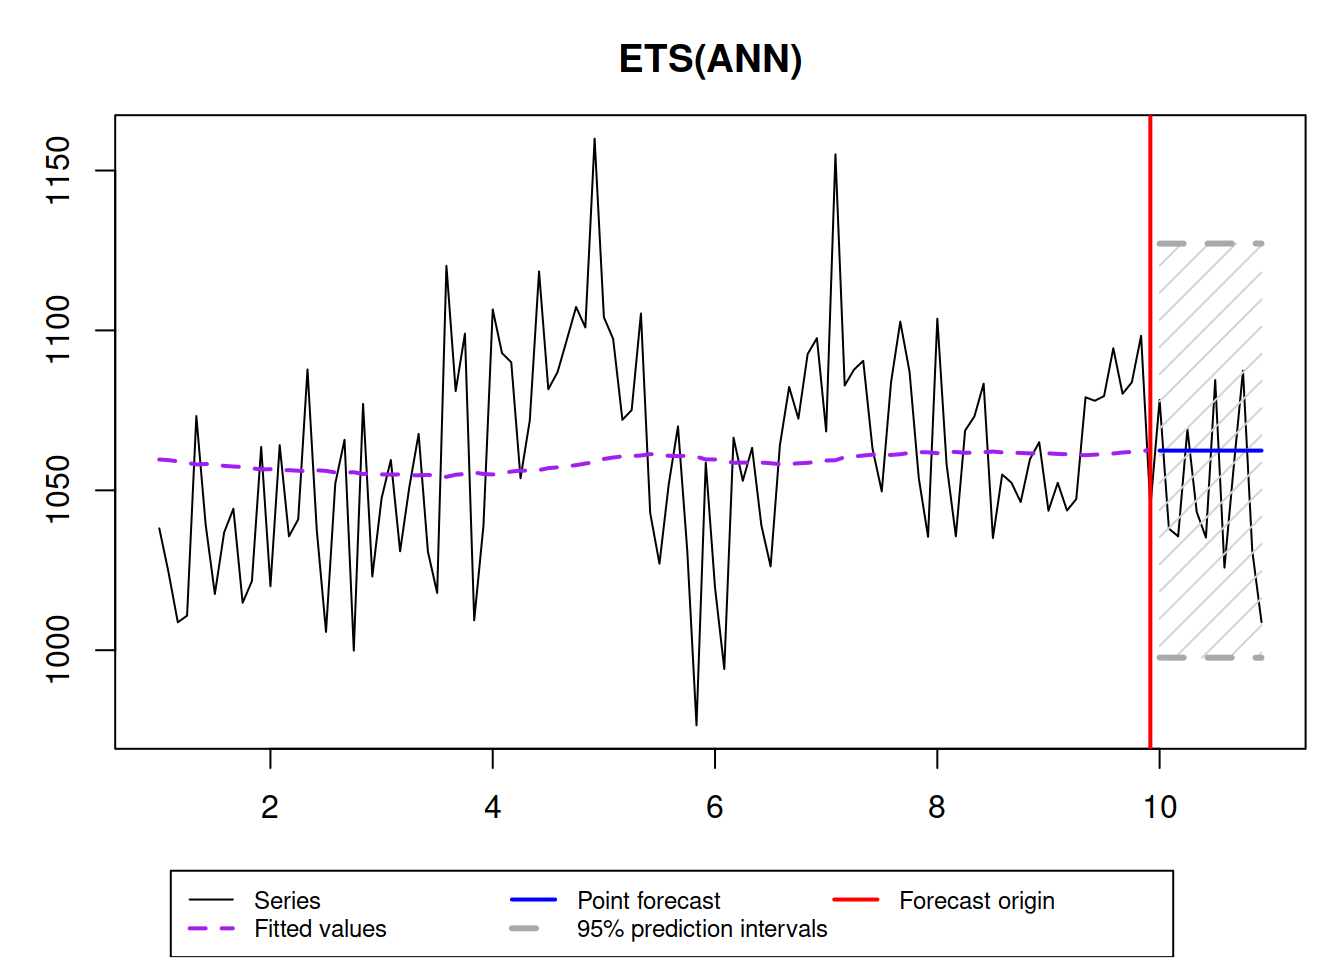 ETS(ANN)
1150
1100
1050
1000
2 4 6 8 10
Series Point forecast Forecast origin
Fitted values 95% prediction intervals